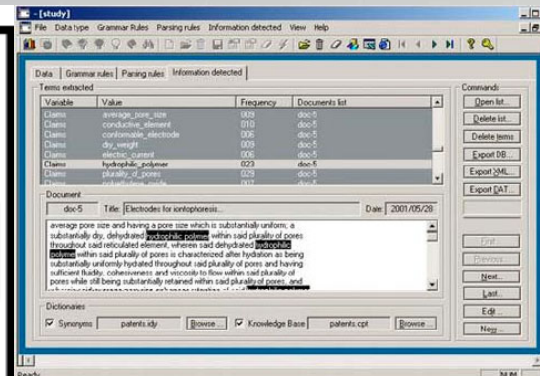 - [study]
File Data type Grammar Rules Parsing rules Information detected View Help
Data Grammar rules Parsing rules Information detected
Terms extracted
Variable Value Frequency Documents list
Claims average_pore_size 009 doc-5
Claims conductive_element 010 doc-5
Claims conformable_electrode 006 doc-5
Claims dry_weight 009 doc-5
Claims electric_current 006 doc-5
Claims hydrophilic_polymer 023 doc-5
Claims plurality_of_pores 029 doc-5
Document
doc-5 Title: Electrodes for iontophoresis... Date: 2001/05/28
average pore size and having a pore size which is substantially uniform; a
substantially dry, dehydrated hydrophilic polymer within said plurality of pores
throughout said reticulated element, wherein said dehydrated hydrophilic
polymer within said plurality of pores is characterized after hydration as being
substantially uniformly hydrated throughout said plurality of pores and having
sufficient fluidity, cohesiveness and viscosity to flow within said plurality of
pores while still being substantially retained within said plurality of pores, and
Dictionaries
Synonyms patents.idy Browse ... Knowledge Base patents.cpt Browse ...
Commands
Open list...
Delete list...
Delete terms
Export DB...
Export XML...
Export DAT...
First...
Previous...
Next...
Last...
Edit ...
New ...
Ready NUM